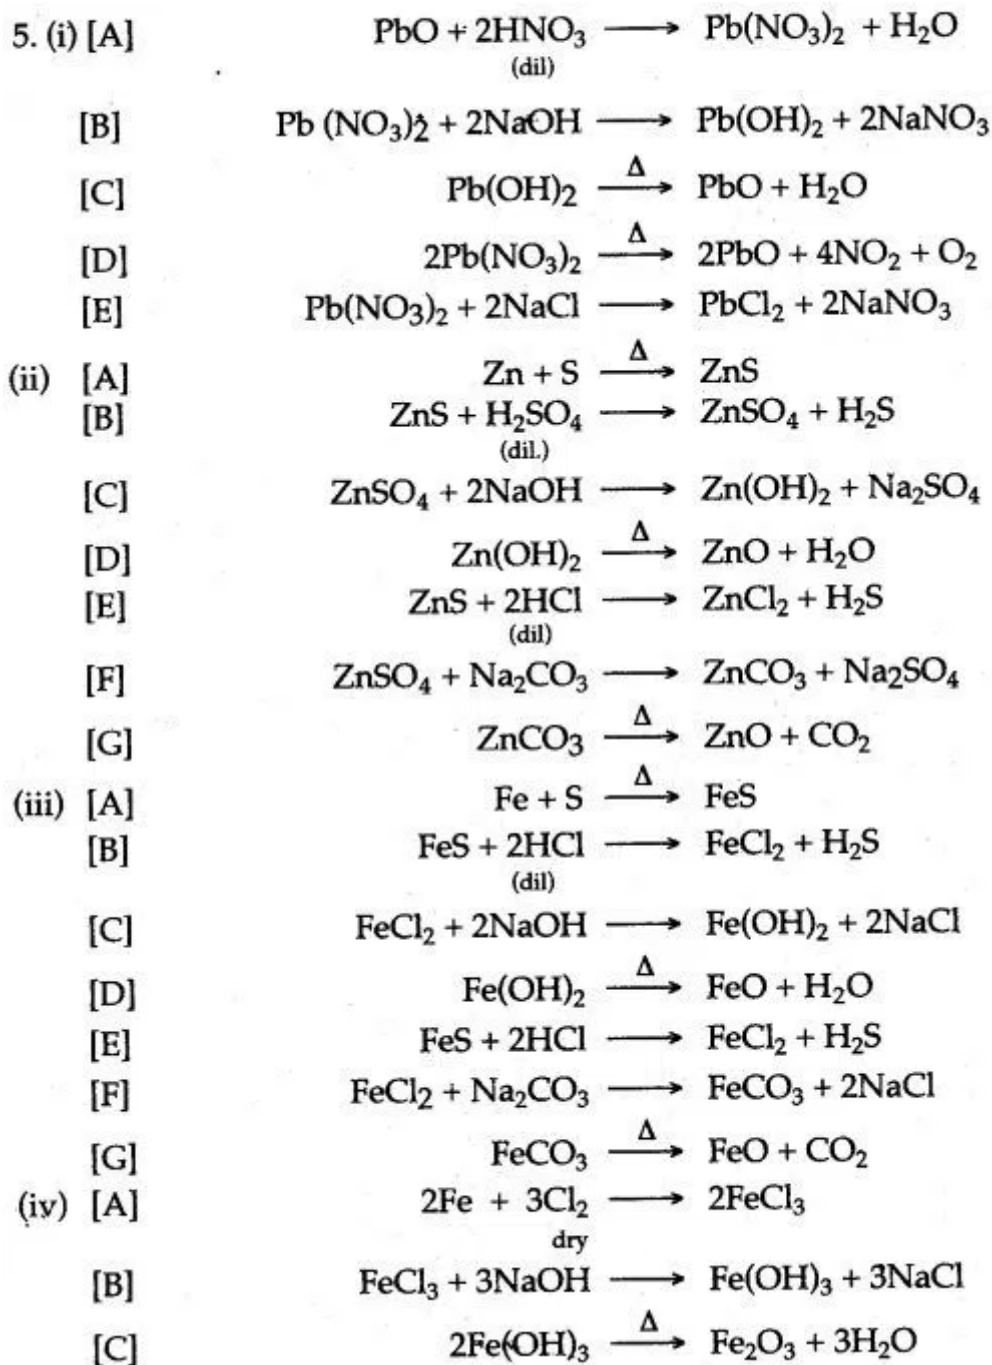 5. (i) [A] PbO + 2HNO₃ ⟶ Pb(NO₃)₂ + H₂O
(dil)
[B] Pb (NO₃)₂ + 2NaOH ⟶ Pb(OH)₂ + 2NaNO₃
[C] Pb(OH)₂ —Δ→ PbO + H₂O
[D] 2Pb(NO₃)₂ —Δ→ 2PbO + 4NO₂ + O₂
[E] Pb(NO₃)₂ + 2NaCl ⟶ PbCl₂ + 2NaNO₃
(ii) [A] Zn + S —Δ→ ZnS
[B] ZnS + H₂SO₄ ⟶ ZnSO₄ + H₂S
(dil.)
[C] ZnSO₄ + 2NaOH ⟶ Zn(OH)₂ + Na₂SO₄
[D] Zn(OH)₂ —Δ→ ZnO + H₂O
[E] ZnS + 2HCl ⟶ ZnCl₂ + H₂S
(dil)
[F] ZnSO₄ + Na₂CO₃ ⟶ ZnCO₃ + Na₂SO₄
[G] ZnCO₃ —Δ→ ZnO + CO₂
(iii) [A] Fe + S —Δ→ FeS
[B] FeS + 2HCl ⟶ FeCl₂ + H₂S
(dil)
[C] FeCl₂ + 2NaOH ⟶ Fe(OH)₂ + 2NaCl
[D] Fe(OH)₂ —Δ→ FeO + H₂O
[E] FeS + 2HCl ⟶ FeCl₂ + H₂S
[F] FeCl₂ + Na₂CO₃ ⟶ FeCO₃ + 2NaCl
[G] FeCO₃ —Δ→ FeO + CO₂
(iv) [A] 2Fe + 3Cl₂ ⟶ 2FeCl₃
dry
[B] FeCl₃ + 3NaOH ⟶ Fe(OH)₃ + 3NaCl
[C] 2Fe(OH)₃ —Δ→ Fe₂O₃ + 3H₂O